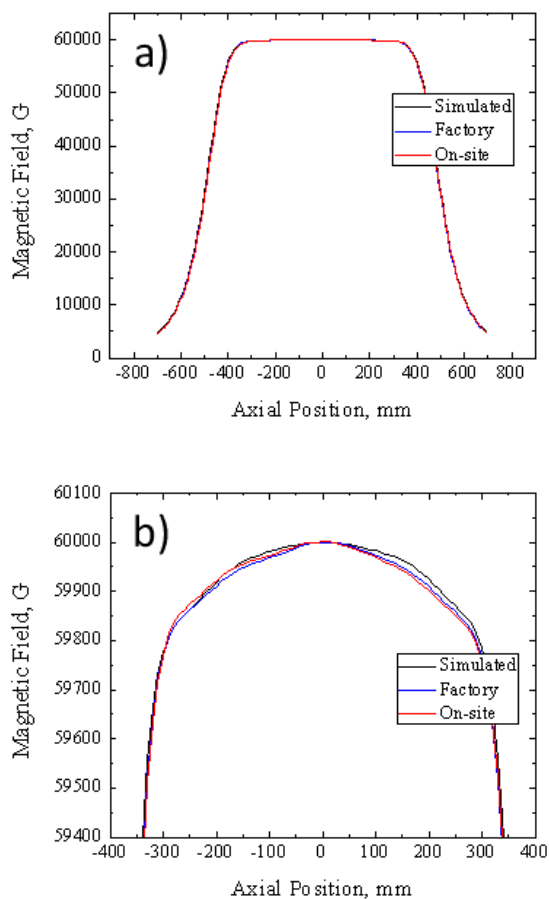 a)
60000
50000
40000
30000
20000
10000
0
Magnetic Field, G
Simulated
Factory
On-site
-800 -600 -400 -200 0 200 400 600 800
Axial Position, mm
b)
60100
60000
59900
59800
59700
59600
59500
59400
Magnetic Field, G
Simulated
Factory
On-site
-400 -300 -200 -100 0 100 200 300 400
Axial Position, mm